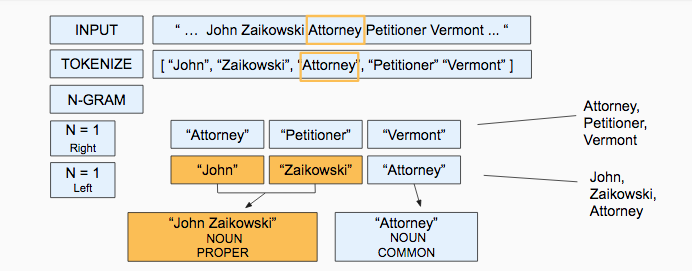 INPUT
“ ... John Zaikowski Attorney Petitioner Vermont ... “
TOKENIZE
[ “John”, “Zaikowski”, “Attorney”, “Petitioner” “Vermont” ]
N-GRAM
N = 1
Right
“Attorney”
“Petitioner”
“Vermont”
Attorney,
Petitioner,
Vermont
N = 1
Left
“John”
“Zaikowski”
“Attorney”
John,
Zaikowski,
Attorney
“John Zaikowski”
NOUN
PROPER
“Attorney”
NOUN
COMMON